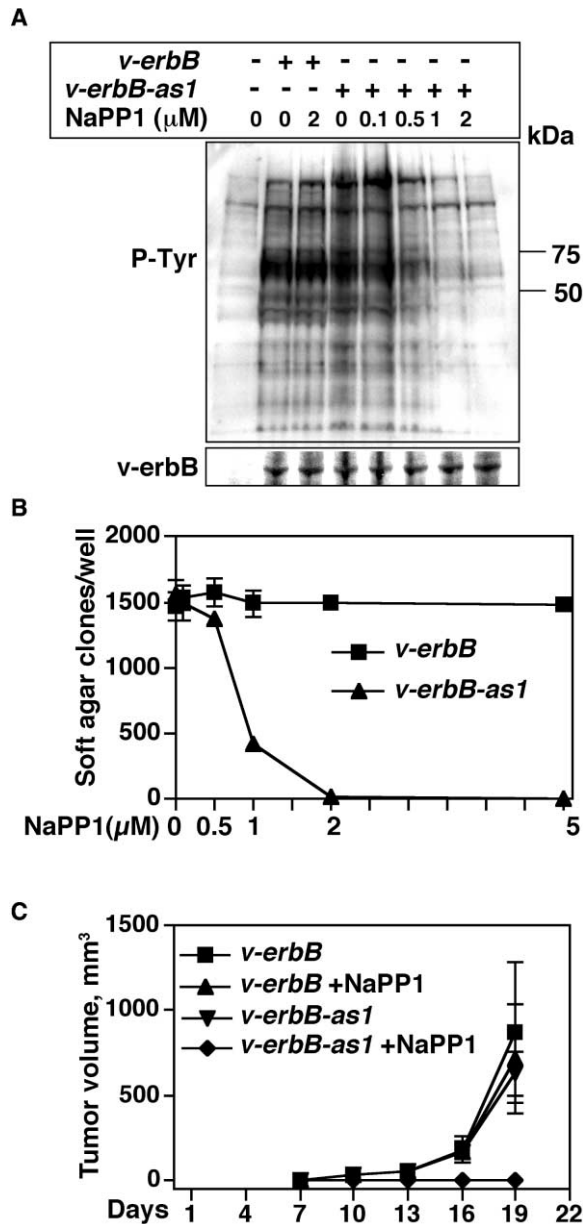 A
v-erbB - + + - - - - -
v-erbB-as1 - - - + + + + +
NaPP1 (µM) 0 0 2 0 0.1 0.5 1 2
kDa
P-Tyr
75
50
v-erbB
B
Soft agar clones/well
2000
1500
1000
500
0
v-erbB
v-erbB-as1
NaPP1(µM) 0 0.5 1 2 5
C
Tumor volume, mm³
1500
1000
500
0
v-erbB
v-erbB +NaPP1
v-erbB-as1
v-erbB-as1 +NaPP1
Days 1 4 7 10 13 16 19 22